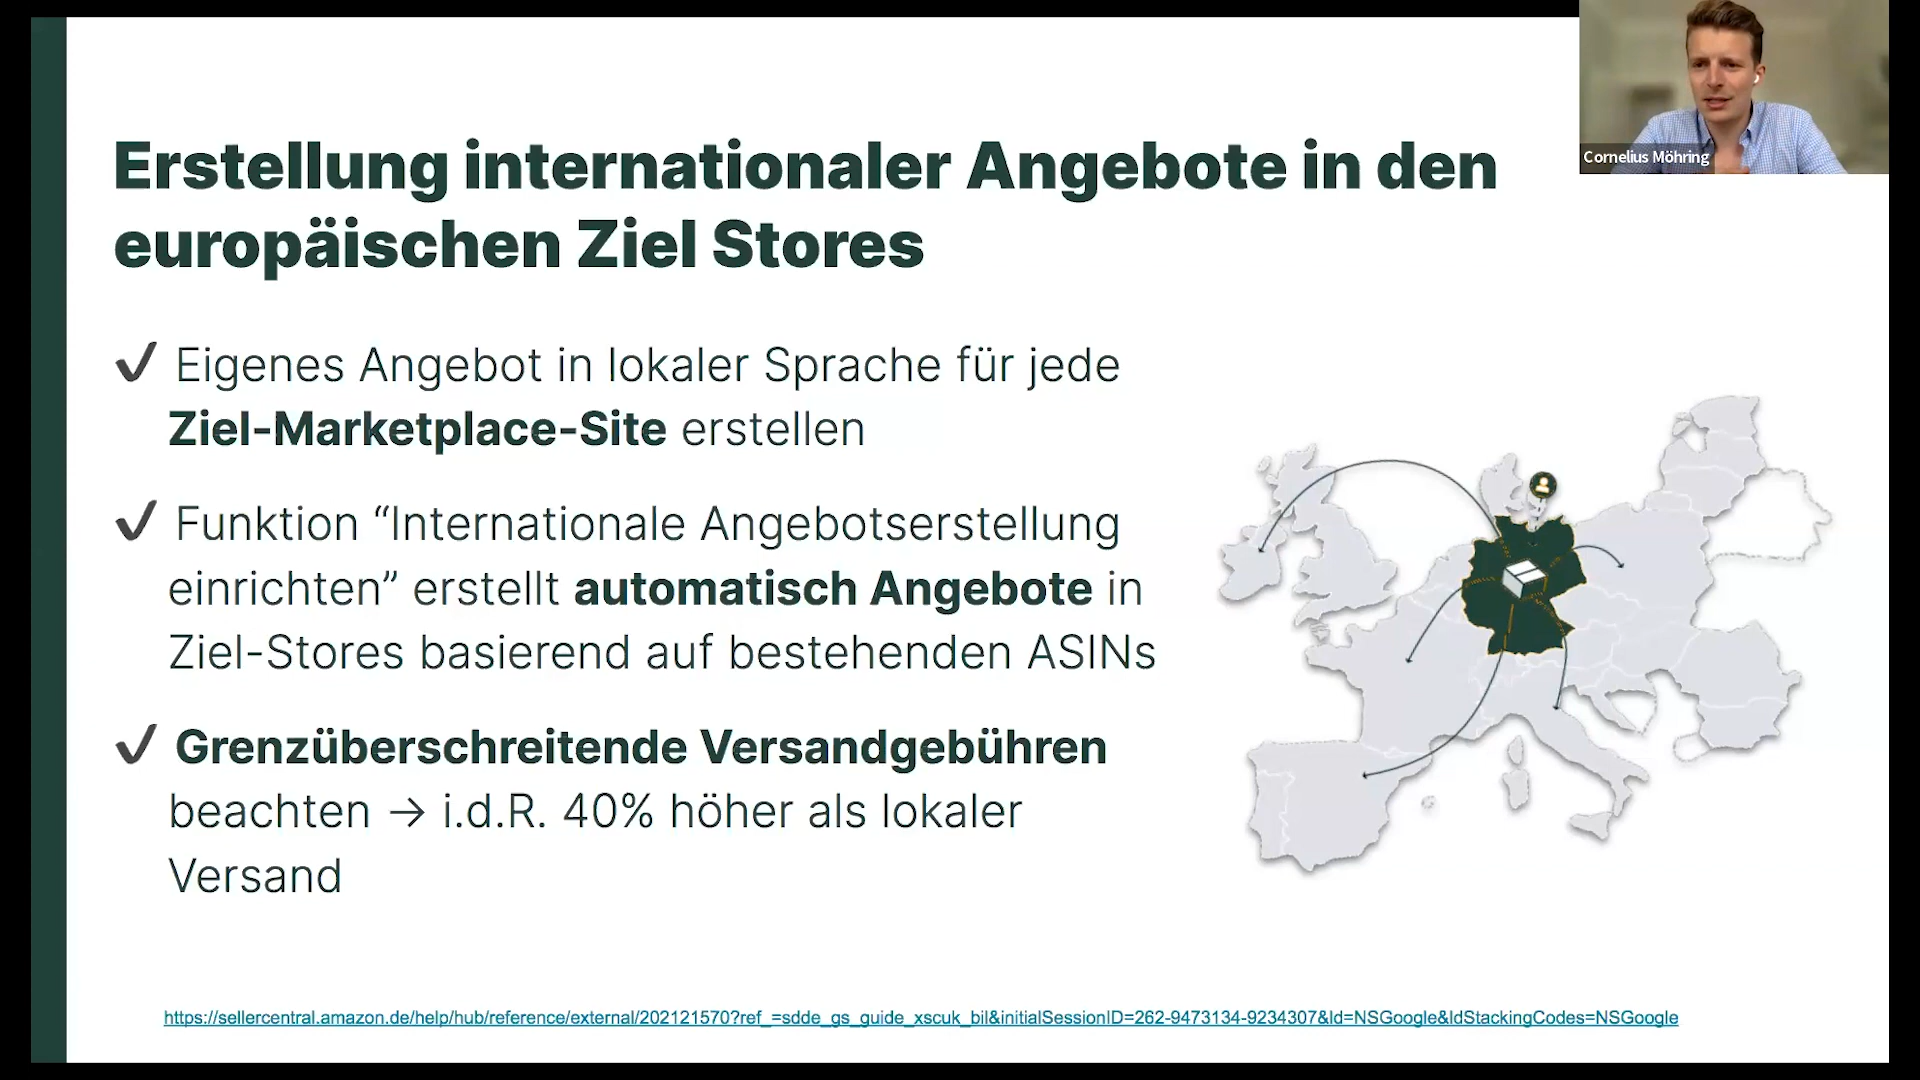 Cornelius Möhring
Erstellung internationaler Angebote in den
europäischen Ziel Stores
✔ Eigenes Angebot in lokaler Sprache für jede
Ziel-Marketplace-Site erstellen
✔ Funktion “Internationale Angebotserstellung
einrichten” erstellt automatisch Angebote in
Ziel-Stores basierend auf bestehenden ASINs
✔ Grenzüberschreitende Versandgebühren
beachten → i.d.R. 40% höher als lokaler
Versand
https://sellercentral.amazon.de/help/hub/reference/external/202121570?ref_=sdde_gs_guide_xscuk_bil&initialSessionID=262-9473134-9234307&ld=NSGoogle&ldStackingCodes=NSGoogle